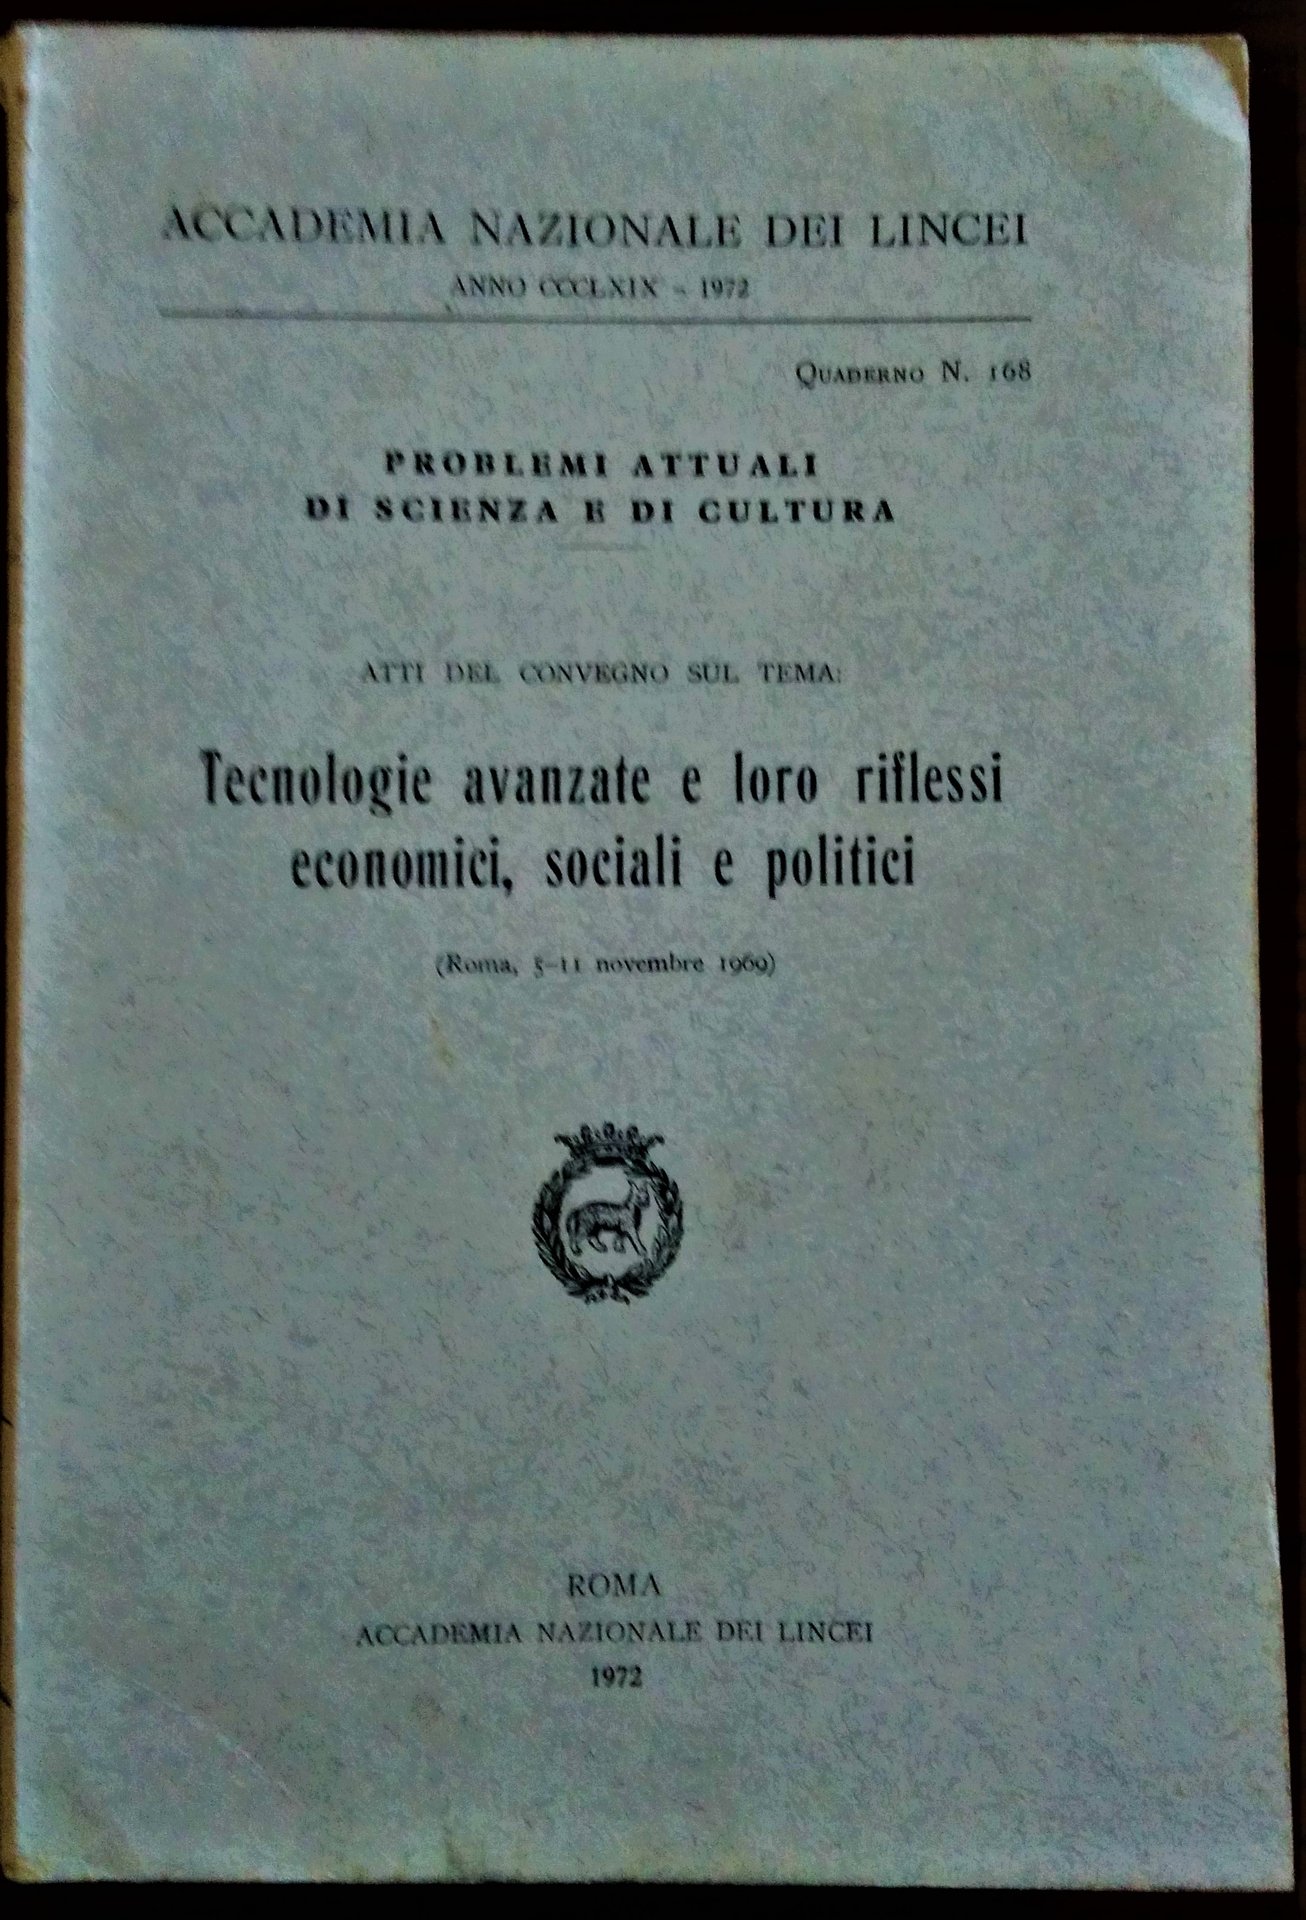 ACCADEMIA NAZIONALE DEI LINCEI
ANNO CCCLXIX - 1972
QUADERNO N. 168
PROBLEMI ATTUALI
DI SCIENZA E DI CULTURA
ATTI DEL CONVEGNO SUL TEMA:
Tecnologie avanzate e loro riflessi
economici, sociali e politici
(Roma, 5-11 novembre 1969)
ROMA
ACCADEMIA NAZIONALE DEI LINCEI
1972